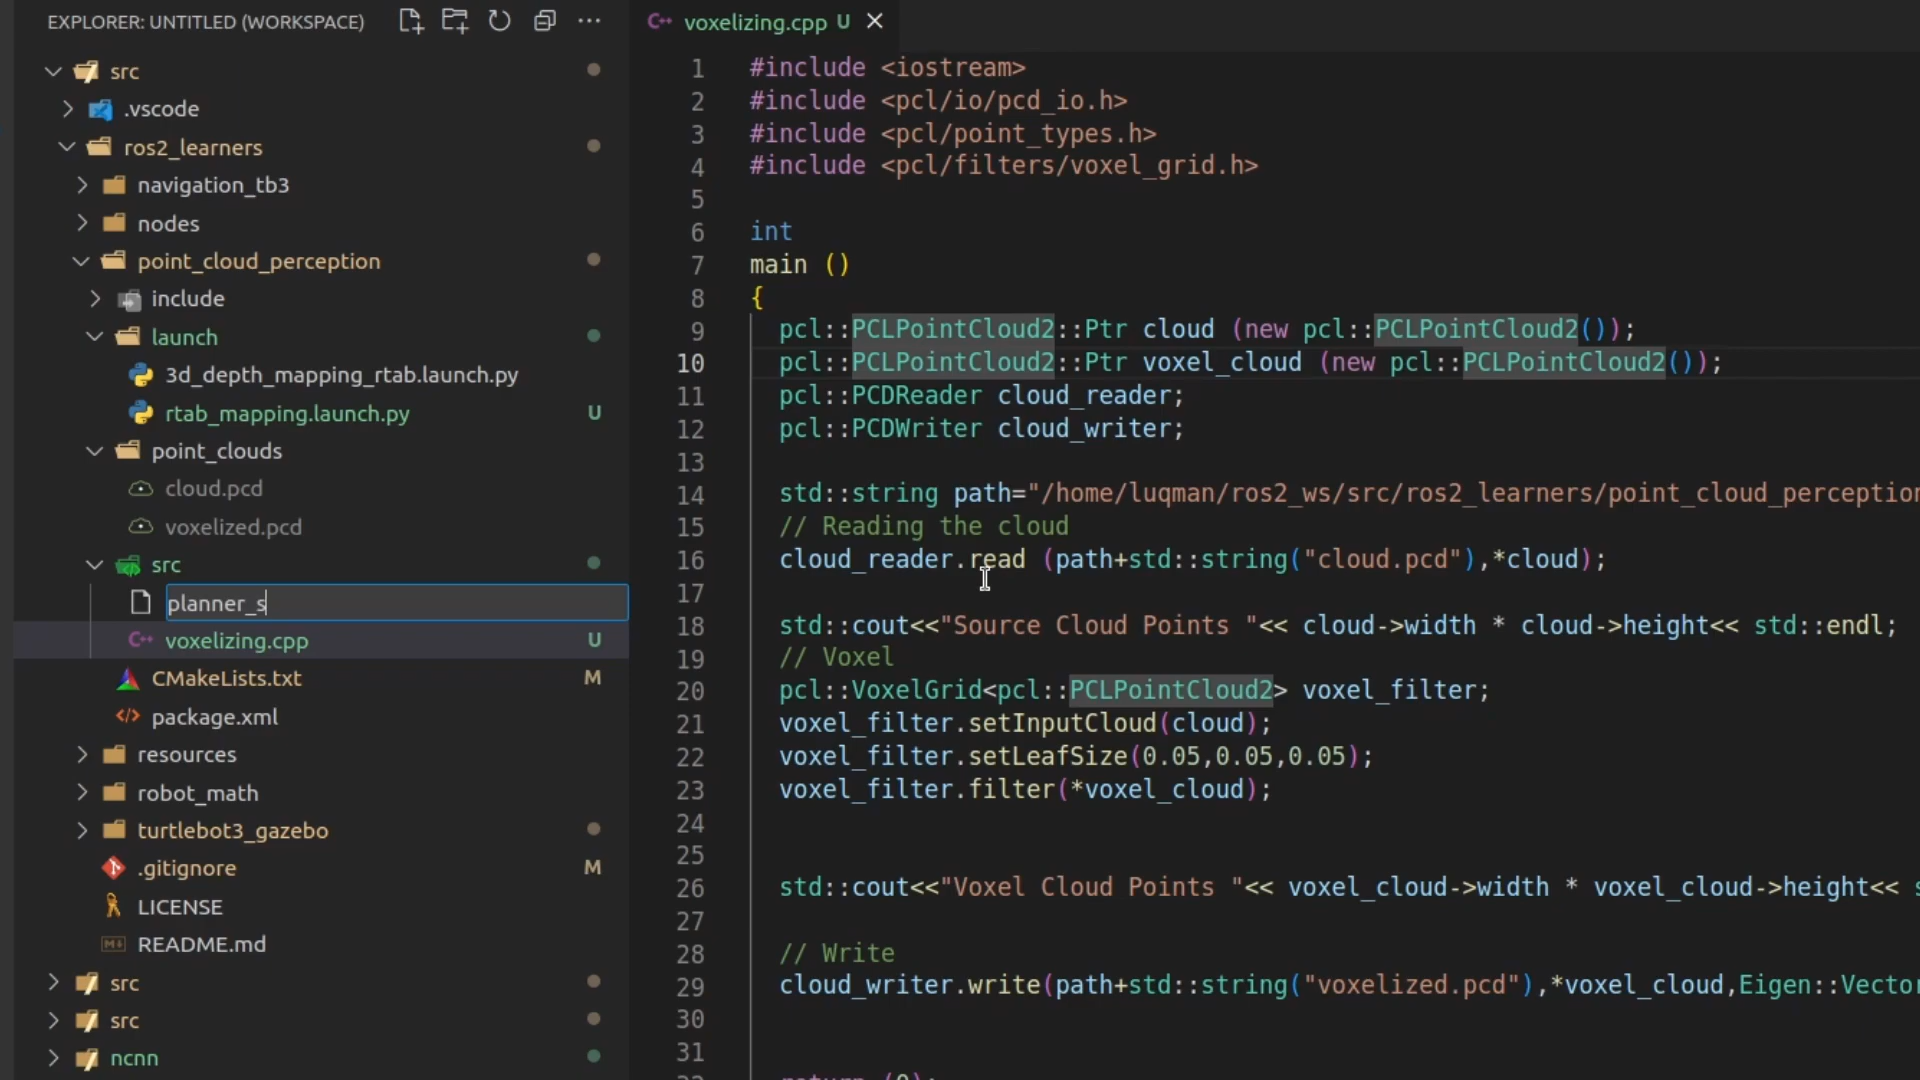 EXPLORER: UNTITLED (WORKSPACE)
src
.vscode
ros2_learners
navigation_tb3
nodes
point_cloud_perception
include
launch
3d_depth_mapping_rtab.launch.py
rtab_mapping.launch.py U
point_clouds
cloud.pcd
voxelized.pcd
src
planner_s
voxelizing.cpp U
CMakeLists.txt M
package.xml
resources
robot_math
turtlebot3_gazebo
.gitignore M
LICENSE
README.md
src
src
ncnn
voxelizing.cpp U
1 #include <iostream>
2 #include <pcl/io/pcd_io.h>
3 #include <pcl/point_types.h>
4 #include <pcl/filters/voxel_grid.h>
5
6 int
7 main ()
8 {
9 pcl::PCLPointCloud2::Ptr cloud (new pcl::PCLPointCloud2());
10 pcl::PCLPointCloud2::Ptr voxel_cloud (new pcl::PCLPointCloud2());
11 pcl::PCDReader cloud_reader;
12 pcl::PCDWriter cloud_writer;
13
14 std::string path="/home/luqman/ros2_ws/src/ros2_learners/point_cloud_perception
15 // Reading the cloud
16 cloud_reader.read (path+std::string("cloud.pcd"),*cloud);
17
18 std::cout<<"Source Cloud Points "<< cloud->width * cloud->height<< std::endl;
19 // Voxel
20 pcl::VoxelGrid<pcl::PCLPointCloud2> voxel_filter;
21 voxel_filter.setInputCloud(cloud);
22 voxel_filter.setLeafSize(0.05,0.05,0.05);
23 voxel_filter.filter(*voxel_cloud);
24
25
26 std::cout<<"Voxel Cloud Points "<< voxel_cloud->width * voxel_cloud->height<< s
27
28 // Write
29 cloud_writer.write(path+std::string("voxelized.pcd"),*voxel_cloud,Eigen::Vector
30
31